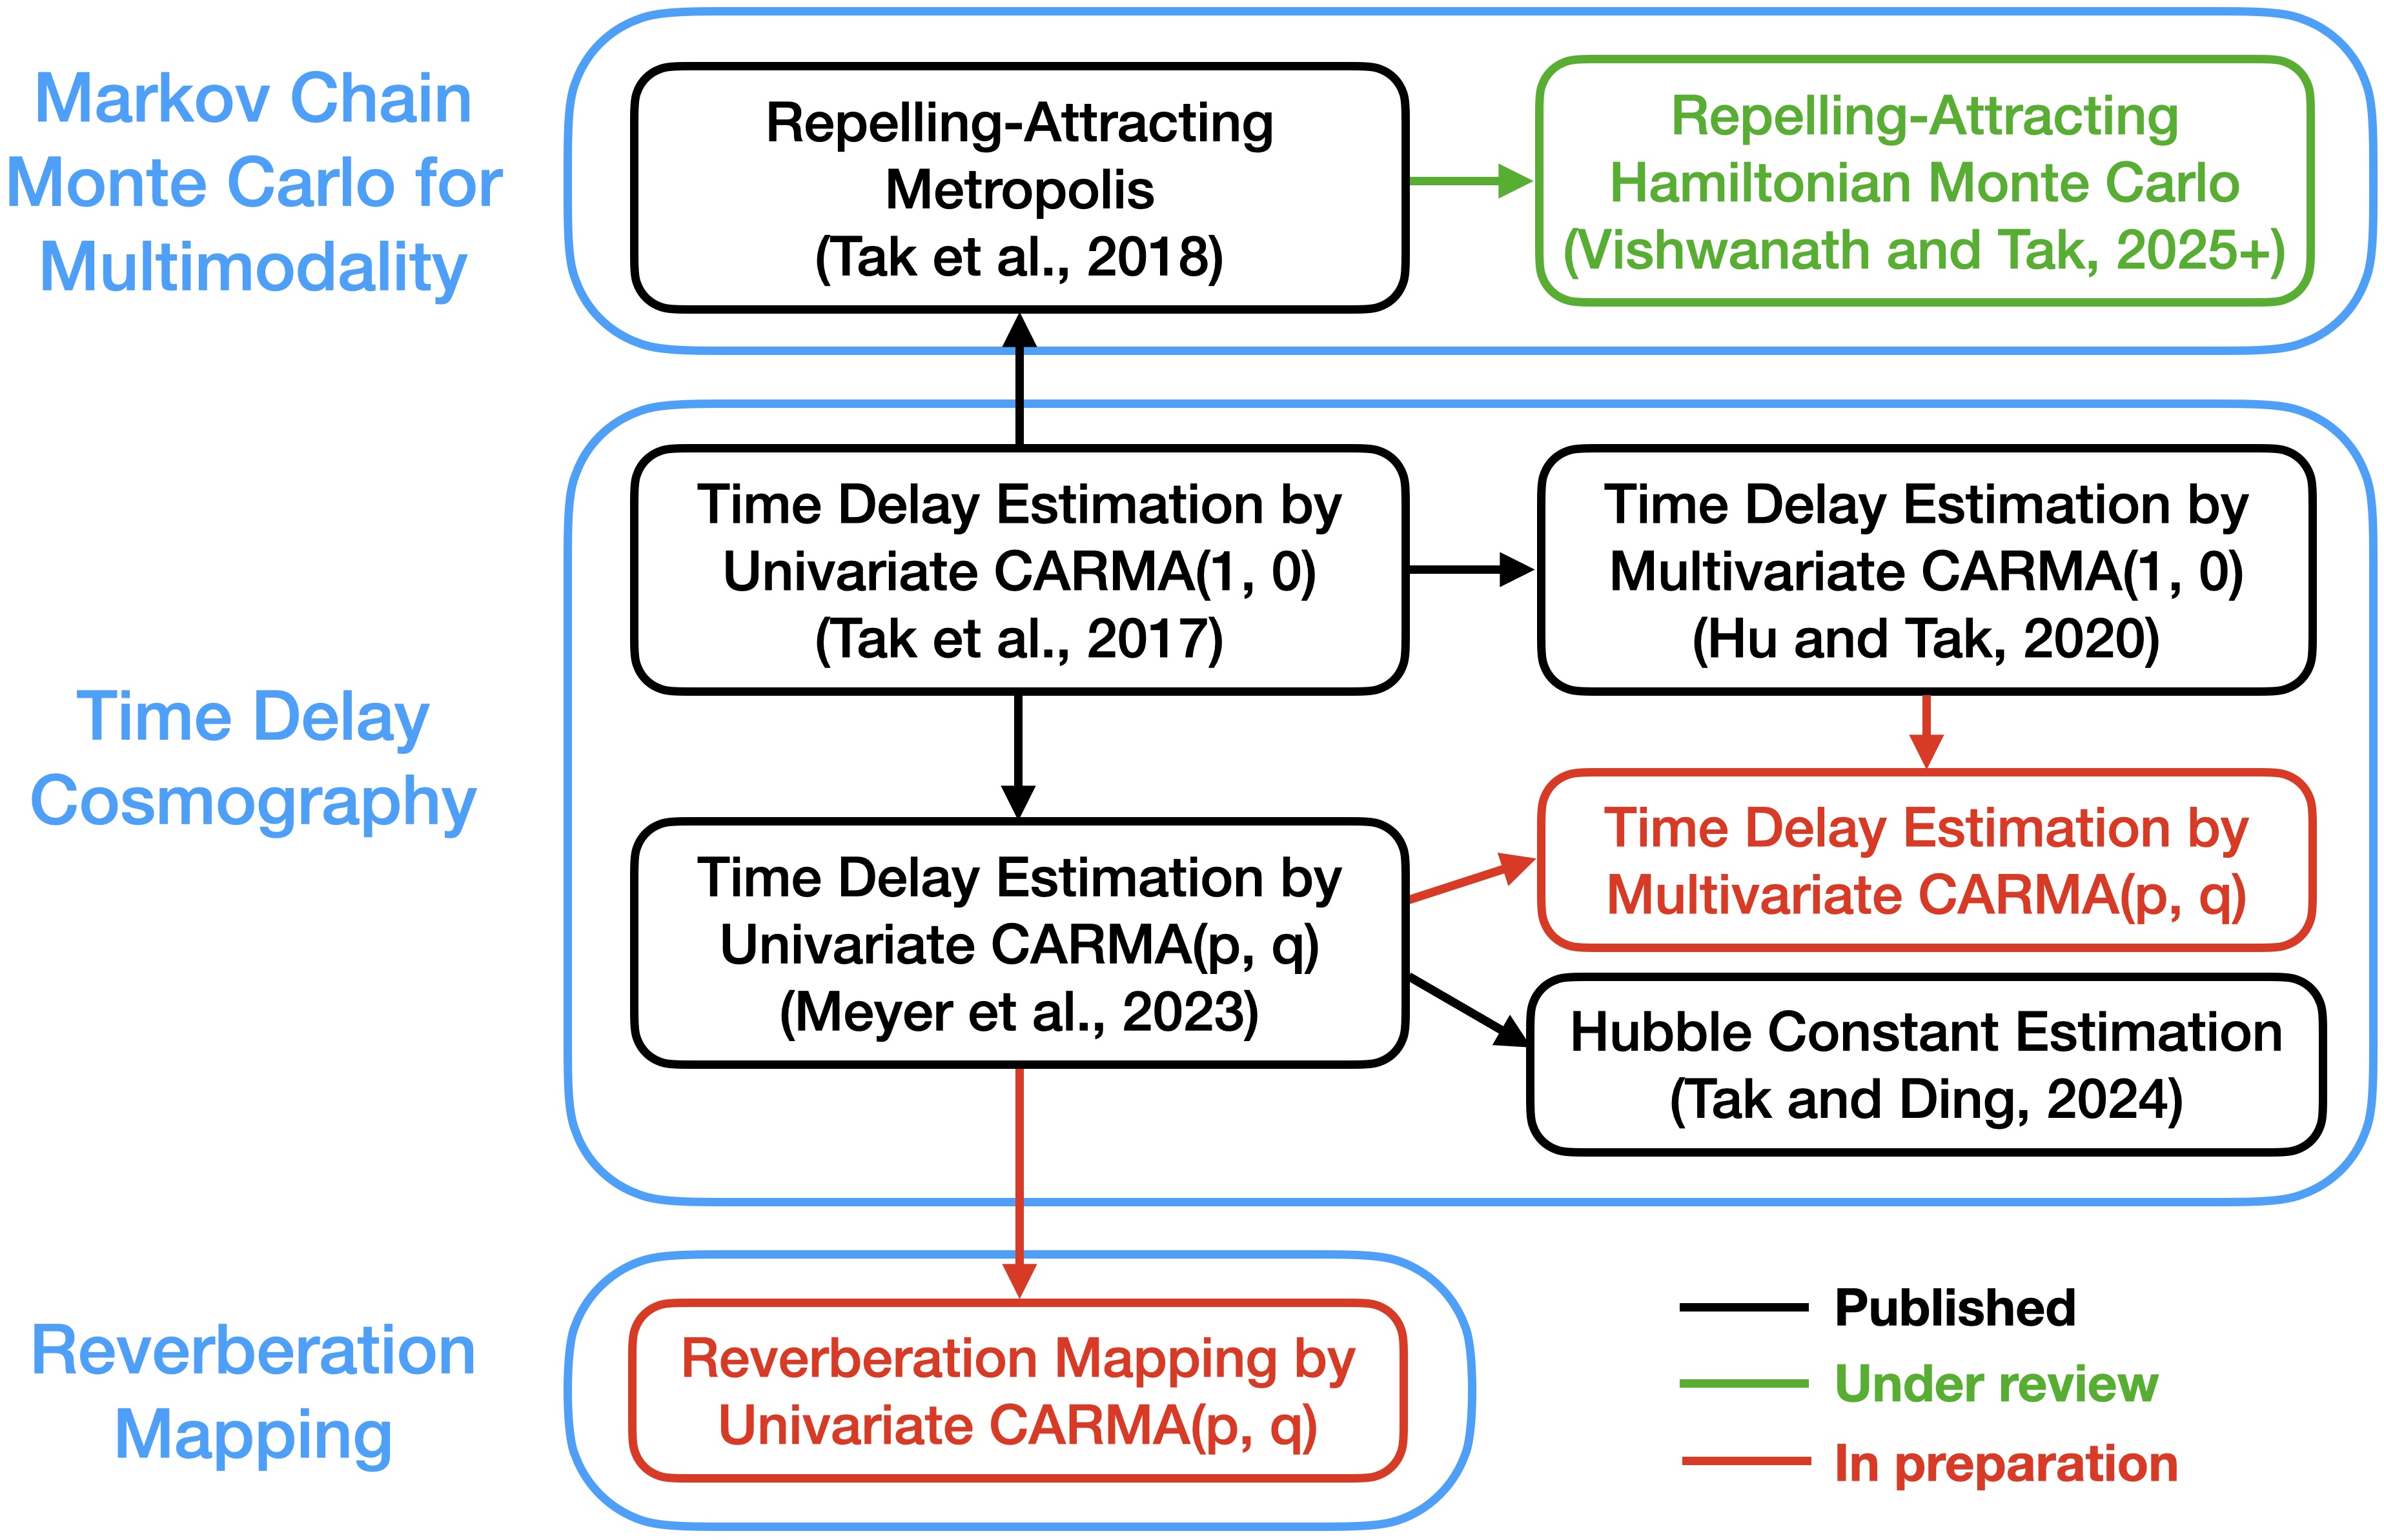 Markov Chain
Monte Carlo for
Multimodality
Repelling-Attracting
Metropolis
(Tak et al., 2018)
Repelling-Attracting
Hamiltonian Monte Carlo
(Vishwanath and Tak, 2025+)
Time Delay
Cosmography
Time Delay Estimation by
Univariate CARMA(1, 0)
(Tak et al., 2017)
Time Delay Estimation by
Multivariate CARMA(1, 0)
(Hu and Tak, 2020)
Time Delay Estimation by
Univariate CARMA(p, q)
(Meyer et al., 2023)
Time Delay Estimation by
Multivariate CARMA(p, q)
Hubble Constant Estimation
(Tak and Ding, 2024)
Reverberation
Mapping
Reverberation Mapping by
Univariate CARMA(p, q)
Published
Under review
In preparation